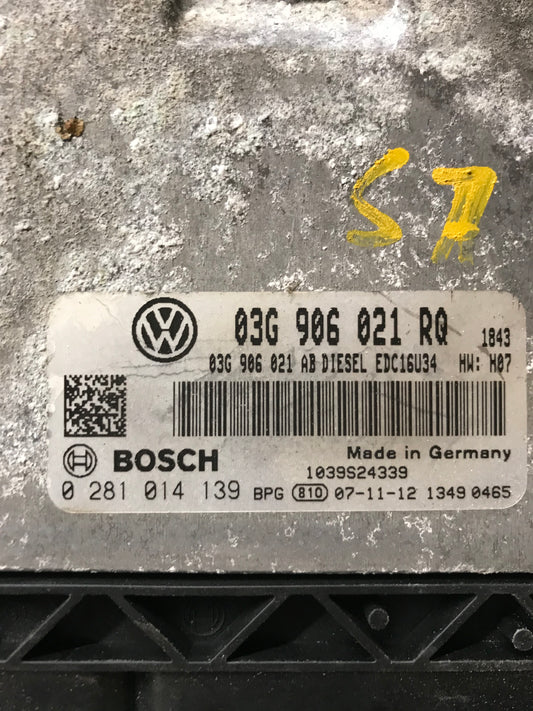 S7
VW 03G 906 021 RQ 1843
03G 906 021 AB DIESEL EDC16U34 HW: H07
BOSCH Made in Germany
1039S24339
0 281 014 139 BPG 810 07-11-12 1349 0465